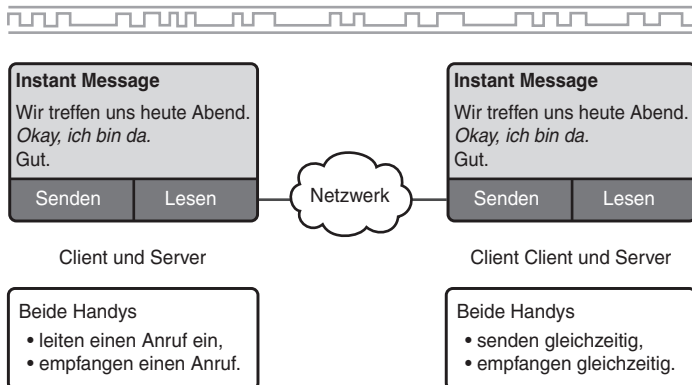 Instant Message
Wir treffen uns heute Abend.
Okay, ich bin da.
Gut.
Senden Lesen
Netzwerk
Instant Message
Wir treffen uns heute Abend.
Okay, ich bin da.
Gut.
Senden Lesen
Client und Server
Client Client und Server
Beide Handys
• leiten einen Anruf ein,
• empfangen einen Anruf.
Beide Handys
• senden gleichzeitig,
• empfangen gleichzeitig.